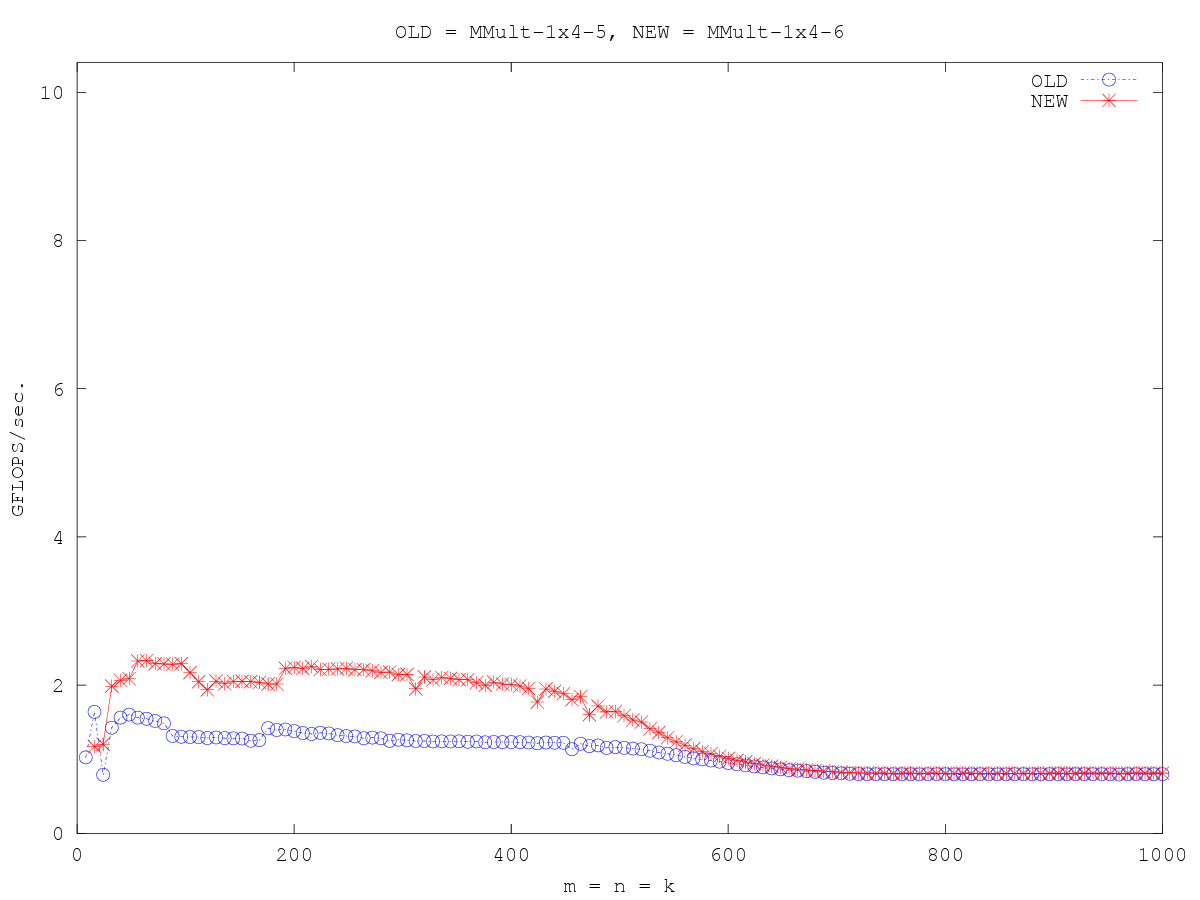 OLD = MMult-1x4-5, NEW = MMult-1x4-6
OLD
NEW
10
8
6
4
2
0
GFLOPS/sec.
0 200 400 600 800 1000
m = n = k